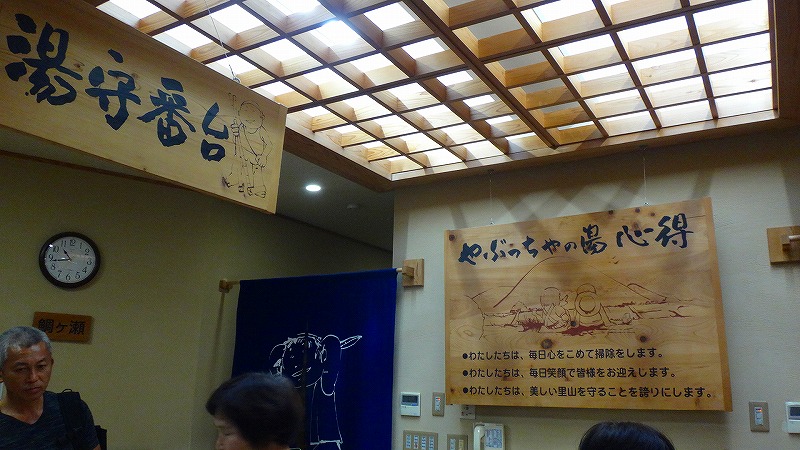 湯守番台
鯛ヶ瀬
やぶっちゃの湯 心得
●わたしたちは、毎日心をこめて掃除をします。
●わたしたちは、毎日笑顔で皆様をお迎えします。
●わたしたちは、美しい里山を守ることを誇りにします。